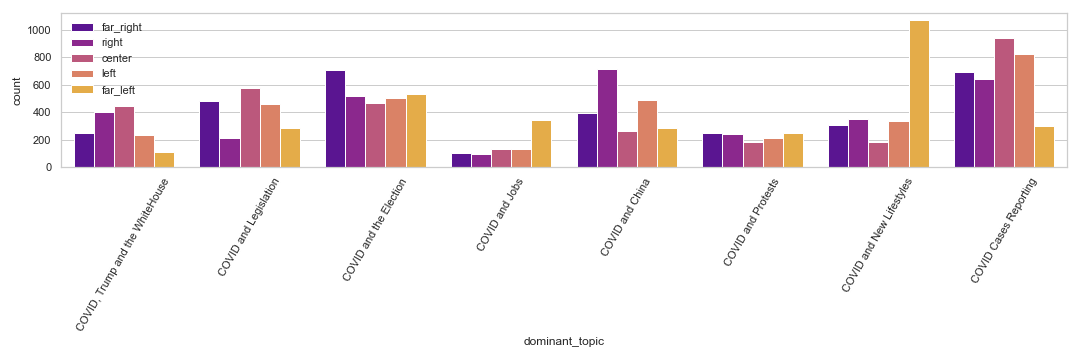 count
1000
800
600
400
200
0
far_right
right
center
left
far_left
COVID, Trump and the WhiteHouse
COVID and Legislation
COVID and the Election
COVID and Jobs
COVID and China
COVID and Protests
COVID and New Lifestyles
COVID Cases Reporting
dominant_topic